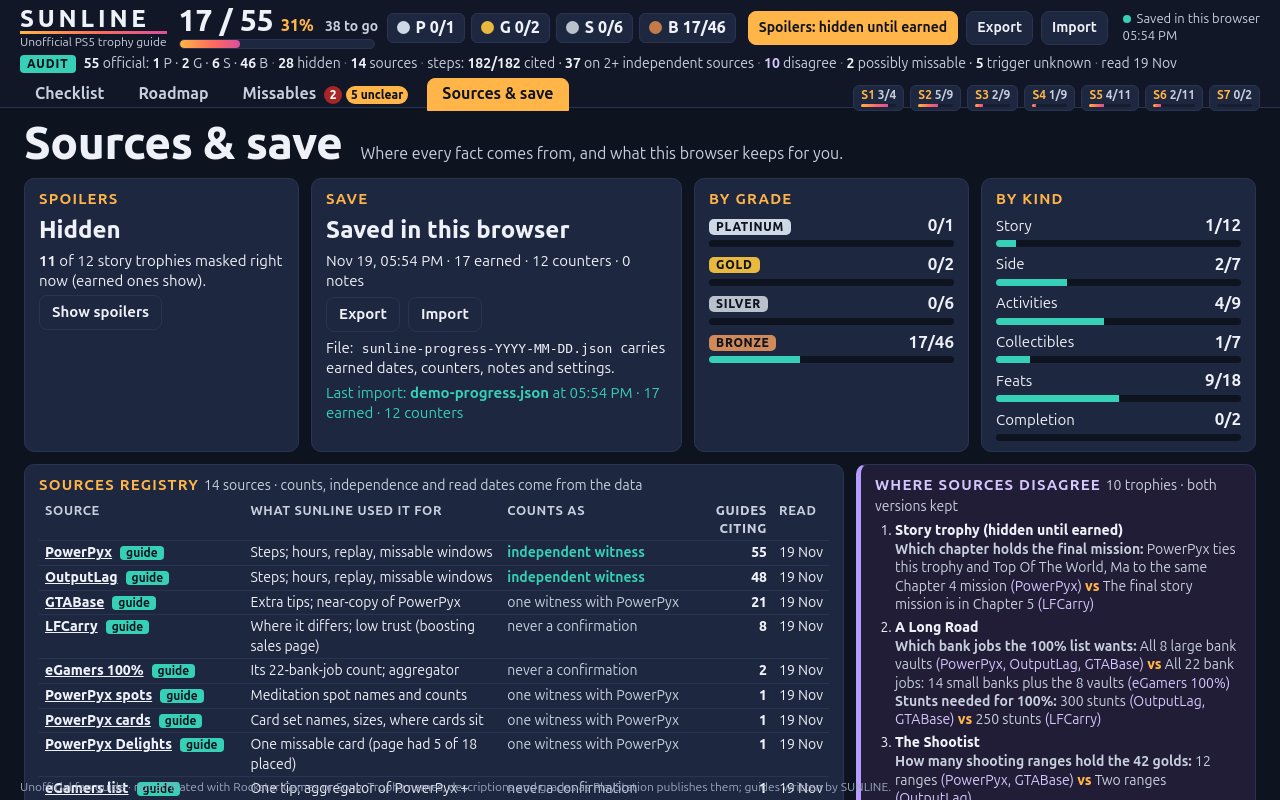 SUNLINE
Unofficial PS5 trophy guide
17 / 55 31% 38 to go
P 0/1
G 0/2
S 0/6
B 17/46
Spoilers: hidden until earned
Export
Import
Saved in this browser
05:54 PM
AUDIT 55 official: 1 P · 2 G · 6 S · 46 B · 28 hidden · 14 sources · steps: 182/182 cited · 37 on 2+ independent sources · 10 disagree · 2 possibly missable · 5 trigger unknown · read 19 Nov
Checklist
Roadmap
Missables 2 5 unclear
Sources & save
S1 3/4
S2 5/9
S3 2/9
S4 1/9
S5 4/11
S6 2/11
S7 0/2
Sources & save
Where every fact comes from, and what this browser keeps for you.
SPOILERS
Hidden
11 of 12 story trophies masked right
now (earned ones show).
Show spoilers
SAVE
Saved in this browser
Nov 19, 05:54 PM · 17 earned · 12 counters · 0
notes
Export
Import
File: sunline-progress-YYYY-MM-DD.json carries
earned dates, counters, notes and settings.
Last import: demo-progress.json at 05:54 PM · 17
earned · 12 counters
BY GRADE
PLATINUM 0/1
GOLD 0/2
SILVER 0/6
BRONZE 17/46
BY KIND
Story 1/12
Side 2/7
Activities 4/9
Collectibles 1/7
Feats 9/18
Completion 0/2
SOURCES REGISTRY 14 sources · counts, independence and read dates come from the data
SOURCE WHAT SUNLINE USED IT FOR COUNTS AS GUIDES CITING READ
PowerPyx guide Steps; hours, replay, missable windows independent witness 55 19 Nov
OutputLag guide Steps; hours, replay, missable windows independent witness 48 19 Nov
GTABase guide Extra tips; near-copy of PowerPyx one witness with PowerPyx 21 19 Nov
LFCarry guide Where it differs; low trust (boosting
sales page) never a confirmation 8 19 Nov
eGamers 100% guide Its 22-bank-job count; aggregator never a confirmation 2 19 Nov
PowerPyx spots guide Meditation spot names and counts one witness with PowerPyx 1 19 Nov
PowerPyx cards guide Card set names, sizes, where cards sit one witness with PowerPyx 1 19 Nov
PowerPyx Delights guide One missable card (page had 5 of 18
placed) one witness with PowerPyx 1 19 Nov
eGamers list guide One tip; aggregator of PowerPyx + never a confirmation 1 19 Nov
WHERE SOURCES DISAGREE 10 trophies · both
versions kept
1. Story trophy (hidden until earned)
Which chapter holds the final mission: PowerPyx ties
this trophy and Top Of The World, Ma to the same
Chapter 4 mission (PowerPyx) vs The final story
mission is in Chapter 5 (LFCarry)
2. A Long Road
Which bank jobs the 100% list wants: All 8 large bank
vaults (PowerPyx, OutputLag, GTABase) vs All 22 bank
jobs: 14 small banks plus the 8 vaults (eGamers 100%)
Stunts needed for 100%: 300 stunts (OutputLag,
GTABase) vs 250 stunts (LFCarry)
3. The Shootist
How many shooting ranges hold the 42 golds: 12
ranges (PowerPyx, GTABase) vs Two ranges
(OutputLag)